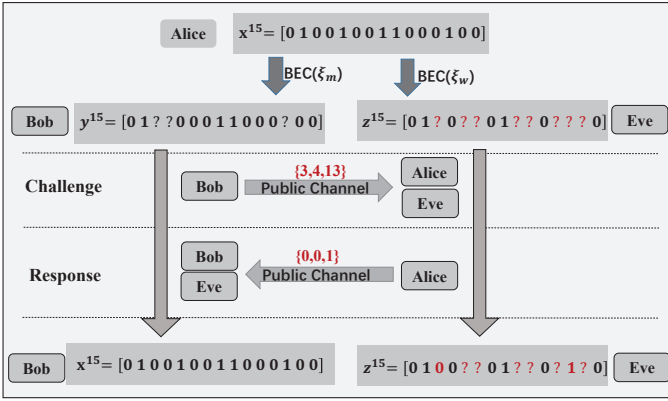 Alice x¹⁵= [0 1 0 0 1 0 0 1 1 0 0 0 1 0 0]
BEC(ξₘ) BEC(ξ_w)
Bob y¹⁵= [0 1 ? ? 0 0 0 1 1 0 0 0 ? 0 0] z¹⁵= [0 1 ? 0 ? ? 0 1 ? ? 0 ? ? ? 0] Eve
Challenge
Bob
{3,4,13}
Public Channel
Alice
Eve
Response
Bob
Eve
{0,0,1}
Public Channel
Alice
Bob x¹⁵= [0 1 0 0 1 0 0 1 1 0 0 0 1 0 0] z¹⁵= [0 1 0 0 ? ? 0 1 ? ? 0 ? 1 ? 0] Eve